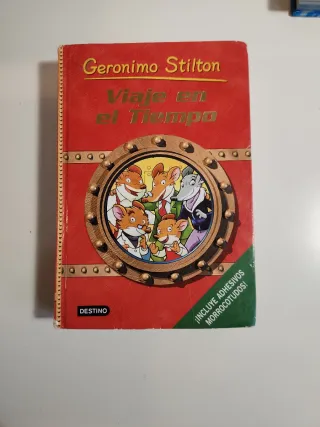 Geronimo Stilton
Viaje en
el Tiempo
¡INCLUYE ADHESIVOS
MORROCOTUDOS!
DESTINO